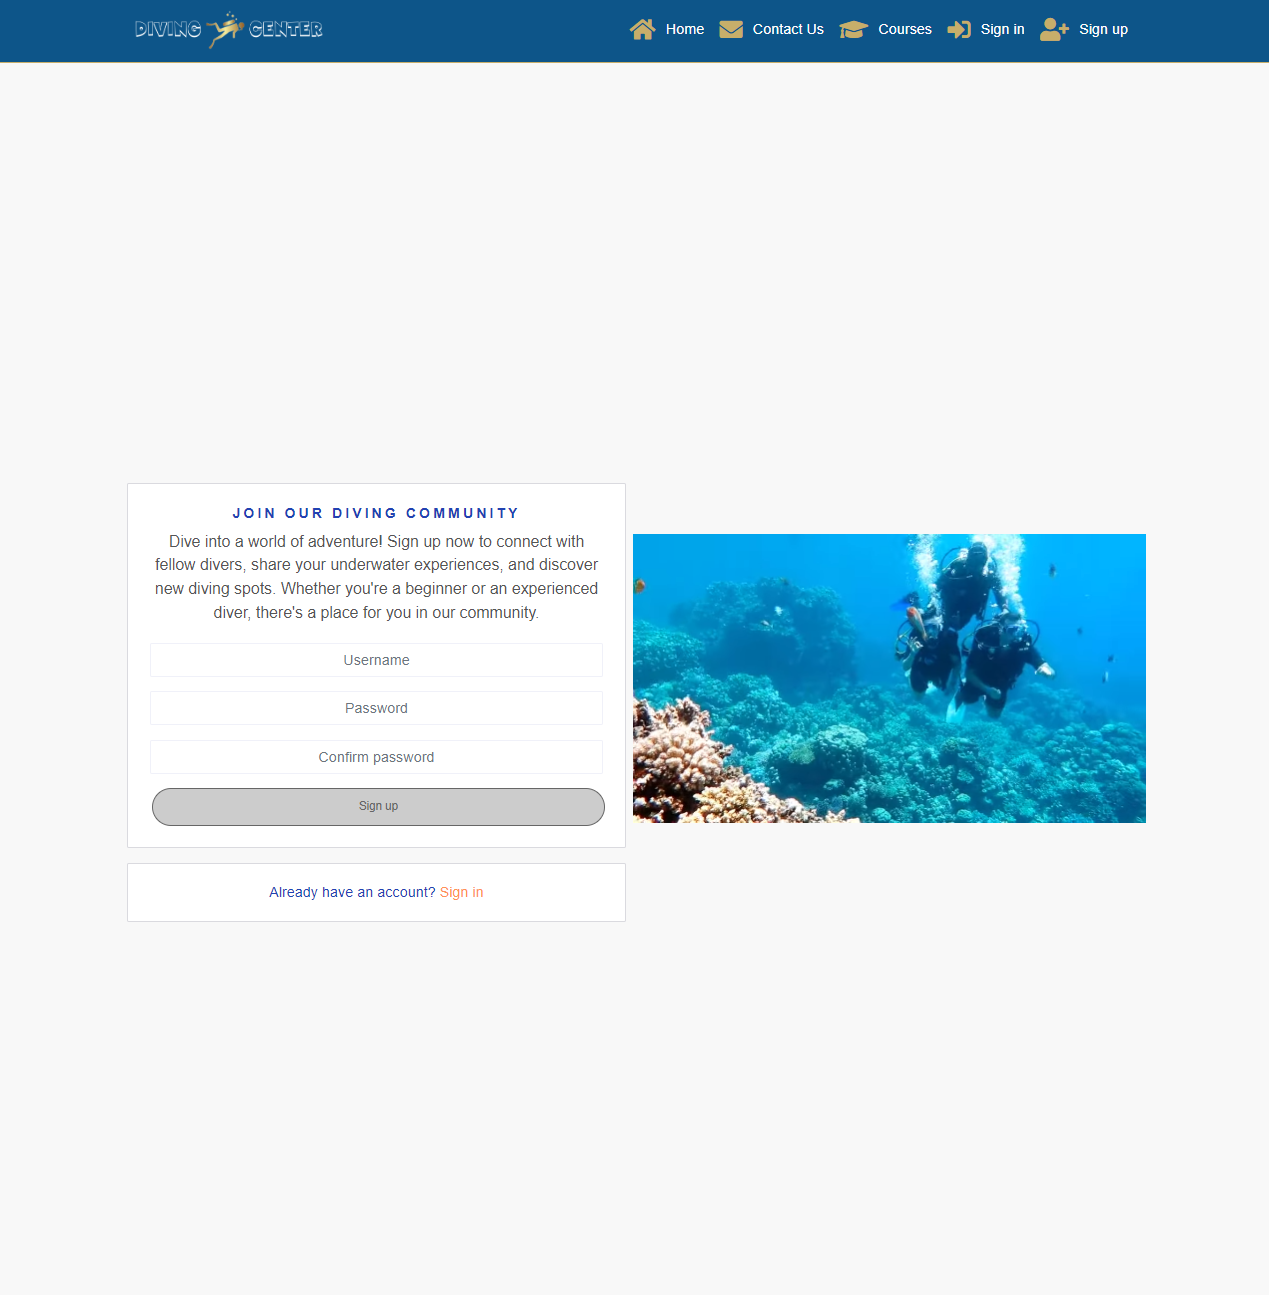 DIVING CENTER
Home Contact Us Courses Sign in Sign up
JOIN OUR DIVING COMMUNITY
Dive into a world of adventure! Sign up now to connect with
fellow divers, share your underwater experiences, and discover
new diving spots. Whether you're a beginner or an experienced
diver, there's a place for you in our community.
Username
Password
Confirm password
Sign up
Already have an account? Sign in